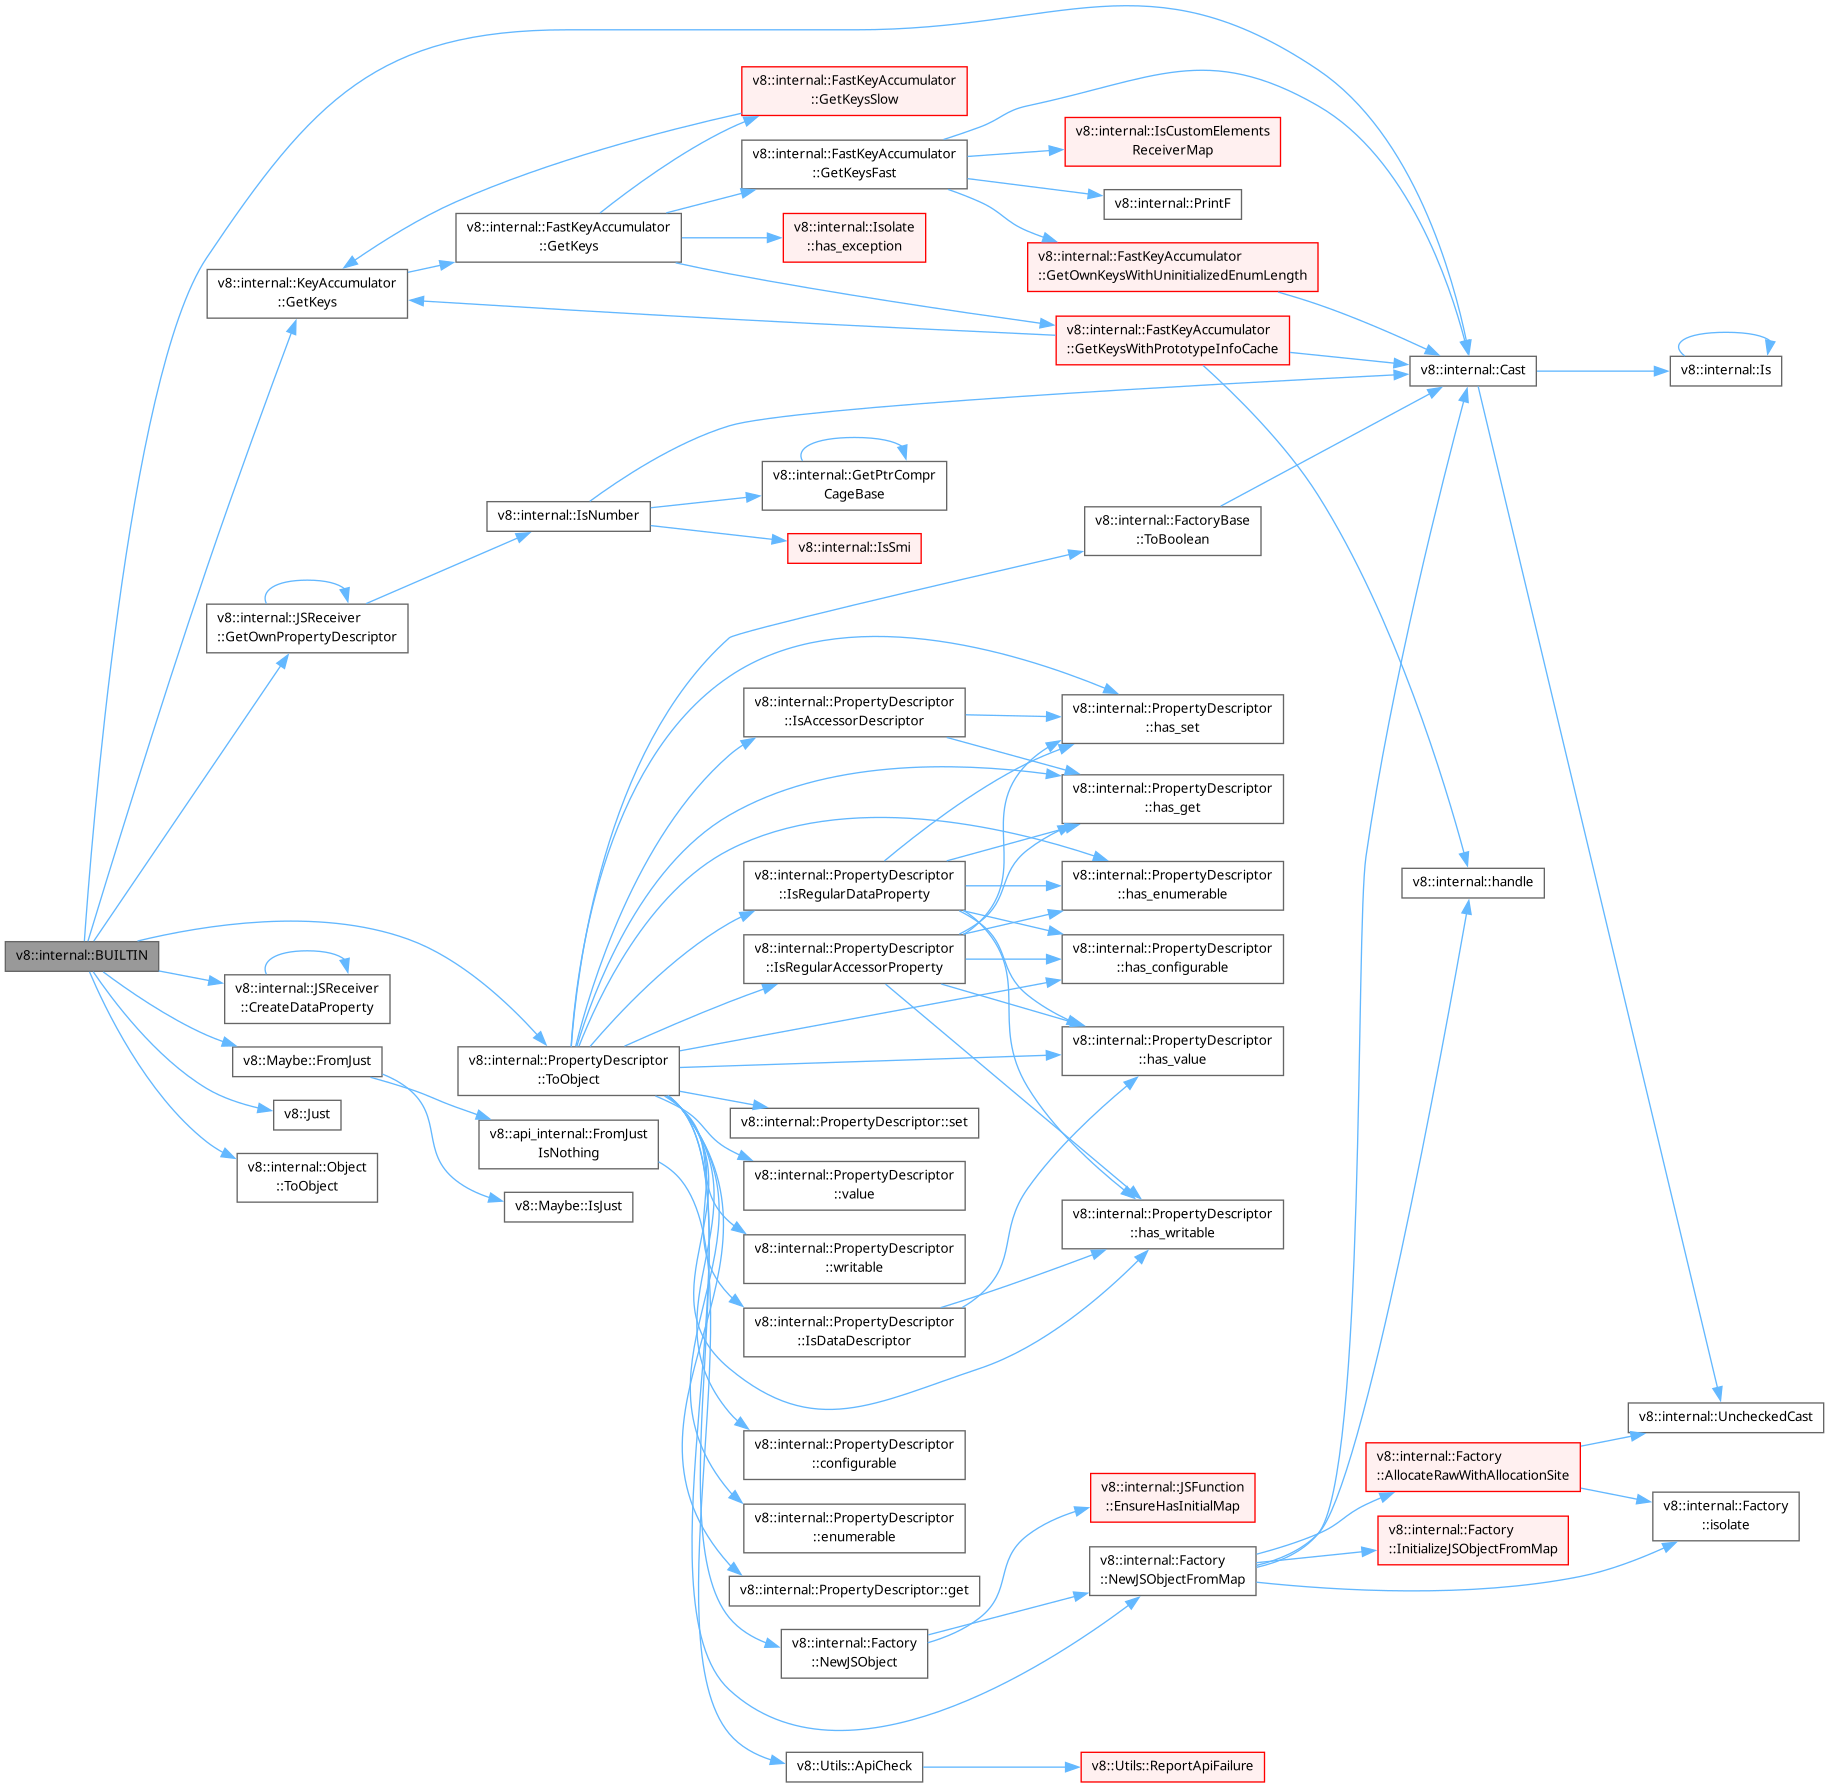 v8::internal::FastKeyAccumulator
::GetKeysSlow
v8::internal::IsCustomElements
ReceiverMap
v8::internal::FastKeyAccumulator
::GetKeysFast
v8::internal::PrintF
v8::internal::FastKeyAccumulator
::GetKeys
v8::internal::Isolate
::has_exception
v8::internal::FastKeyAccumulator
::GetOwnKeysWithUninitializedEnumLength
v8::internal::KeyAccumulator
::GetKeys
v8::internal::FastKeyAccumulator
::GetKeysWithPrototypeInfoCache
v8::internal::Cast
v8::internal::Is
v8::internal::GetPtrCompr
CageBase
v8::internal::IsNumber
v8::internal::FactoryBase
::ToBoolean
v8::internal::IsSmi
v8::internal::JSReceiver
::GetOwnPropertyDescriptor
v8::internal::PropertyDescriptor
::IsAccessorDescriptor
v8::internal::PropertyDescriptor
::has_set
v8::internal::PropertyDescriptor
::has_get
v8::internal::PropertyDescriptor
::IsRegularDataProperty
v8::internal::PropertyDescriptor
::has_enumerable
v8::internal::handle
v8::internal::BUILTIN
v8::internal::PropertyDescriptor
::IsRegularAccessorProperty
v8::internal::PropertyDescriptor
::has_configurable
v8::internal::JSReceiver
::CreateDataProperty
v8::Maybe::FromJust
v8::internal::PropertyDescriptor
::ToObject
v8::internal::PropertyDescriptor
::has_value
v8::Just
v8::internal::PropertyDescriptor::set
v8::api_internal::FromJust
IsNothing
v8::internal::Object
::ToObject
v8::internal::PropertyDescriptor
::value
v8::Maybe::IsJust
v8::internal::PropertyDescriptor
::has_writable
v8::internal::PropertyDescriptor
::writable
v8::internal::PropertyDescriptor
::IsDataDescriptor
v8::internal::UncheckedCast
v8::internal::PropertyDescriptor
::configurable
v8::internal::Factory
::AllocateRawWithAllocationSite
v8::internal::JSFunction
::EnsureHasInitialMap
v8::internal::Factory
::isolate
v8::internal::PropertyDescriptor
::enumerable
v8::internal::Factory
::InitializeJSObjectFromMap
v8::internal::Factory
::NewJSObjectFromMap
v8::internal::PropertyDescriptor::get
v8::internal::Factory
::NewJSObject
v8::Utils::ApiCheck
v8::Utils::ReportApiFailure